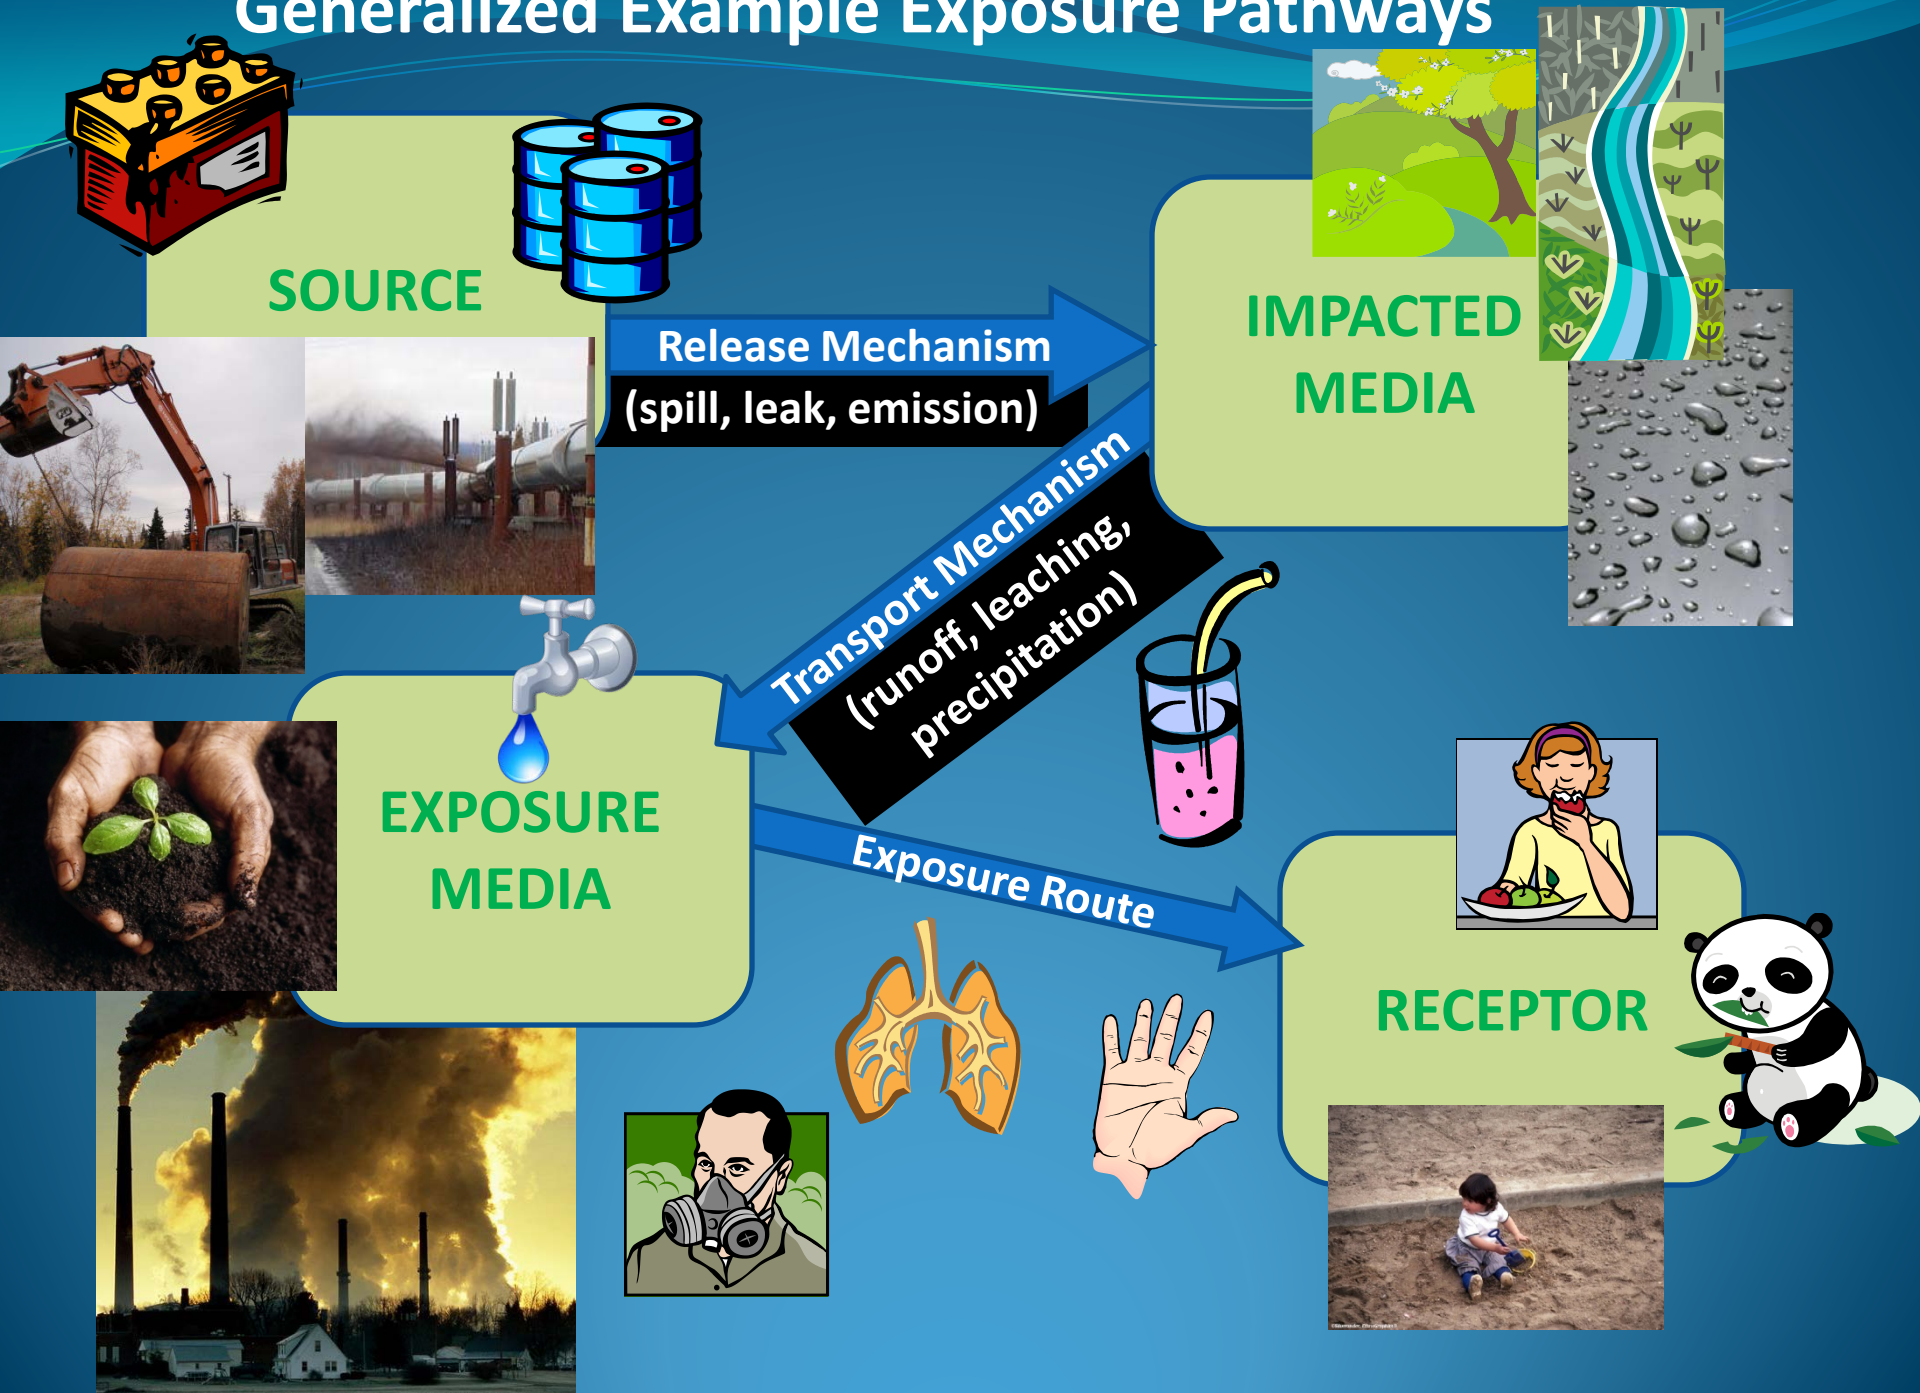 Generalized Example Exposure Pathways
SOURCE
Release Mechanism
(spill, leak, emission)
IMPACTED
MEDIA
Transport Mechanism
(runoff, leaching,
precipitation)
EXPOSURE
MEDIA
Exposure Route
RECEPTOR